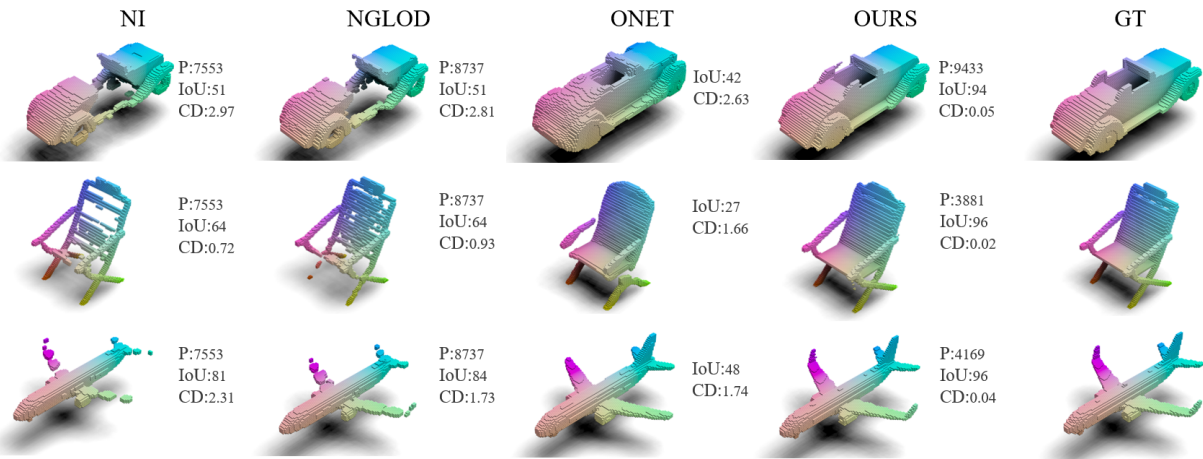 NI NGLOD ONET OURS GT
P:7553
IoU:51
CD:2.97
P:8737
IoU:51
CD:2.81
IoU:42
CD:2.63
P:9433
IoU:94
CD:0.05
P:7553
IoU:64
CD:0.72
P:8737
IoU:64
CD:0.93
IoU:27
CD:1.66
P:3881
IoU:96
CD:0.02
P:7553
IoU:81
CD:2.31
P:8737
IoU:84
CD:1.73
IoU:48
CD:1.74
P:4169
IoU:96
CD:0.04